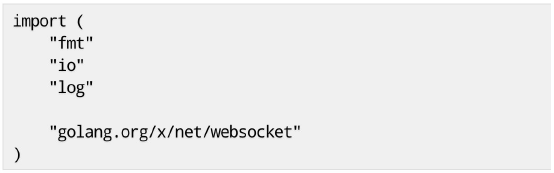 import (
    "fmt"
    "io"
    "log"

    "golang.org/x/net/websocket"
)